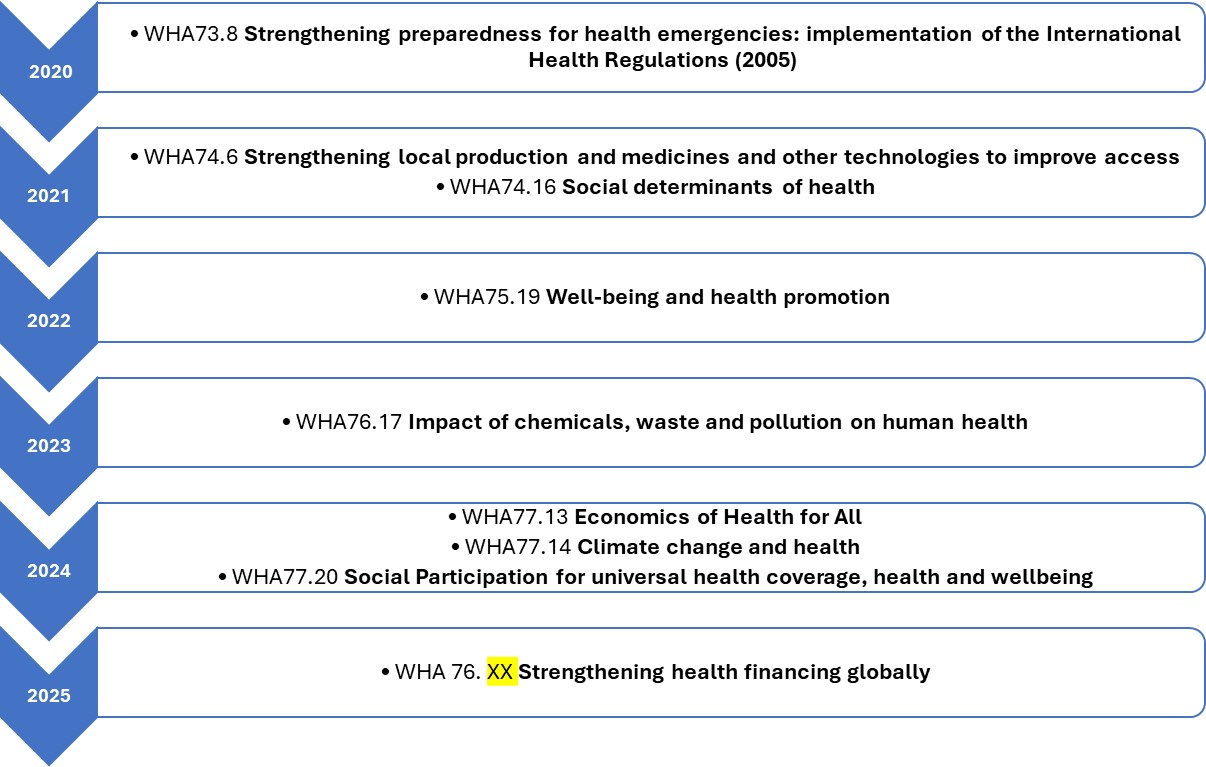 2020
• WHA73.8 Strengthening preparedness for health emergencies: implementation of the International
Health Regulations (2005)
2021
• WHA74.6 Strengthening local production and medicines and other technologies to improve access
• WHA74.16 Social determinants of health
2022
• WHA75.19 Well-being and health promotion
2023
• WHA76.17 Impact of chemicals, waste and pollution on human health
2024
• WHA77.13 Economics of Health for All
• WHA77.14 Climate change and health
• WHA77.20 Social Participation for universal health coverage, health and wellbeing
2025
• WHA 76. XX Strengthening health financing globally